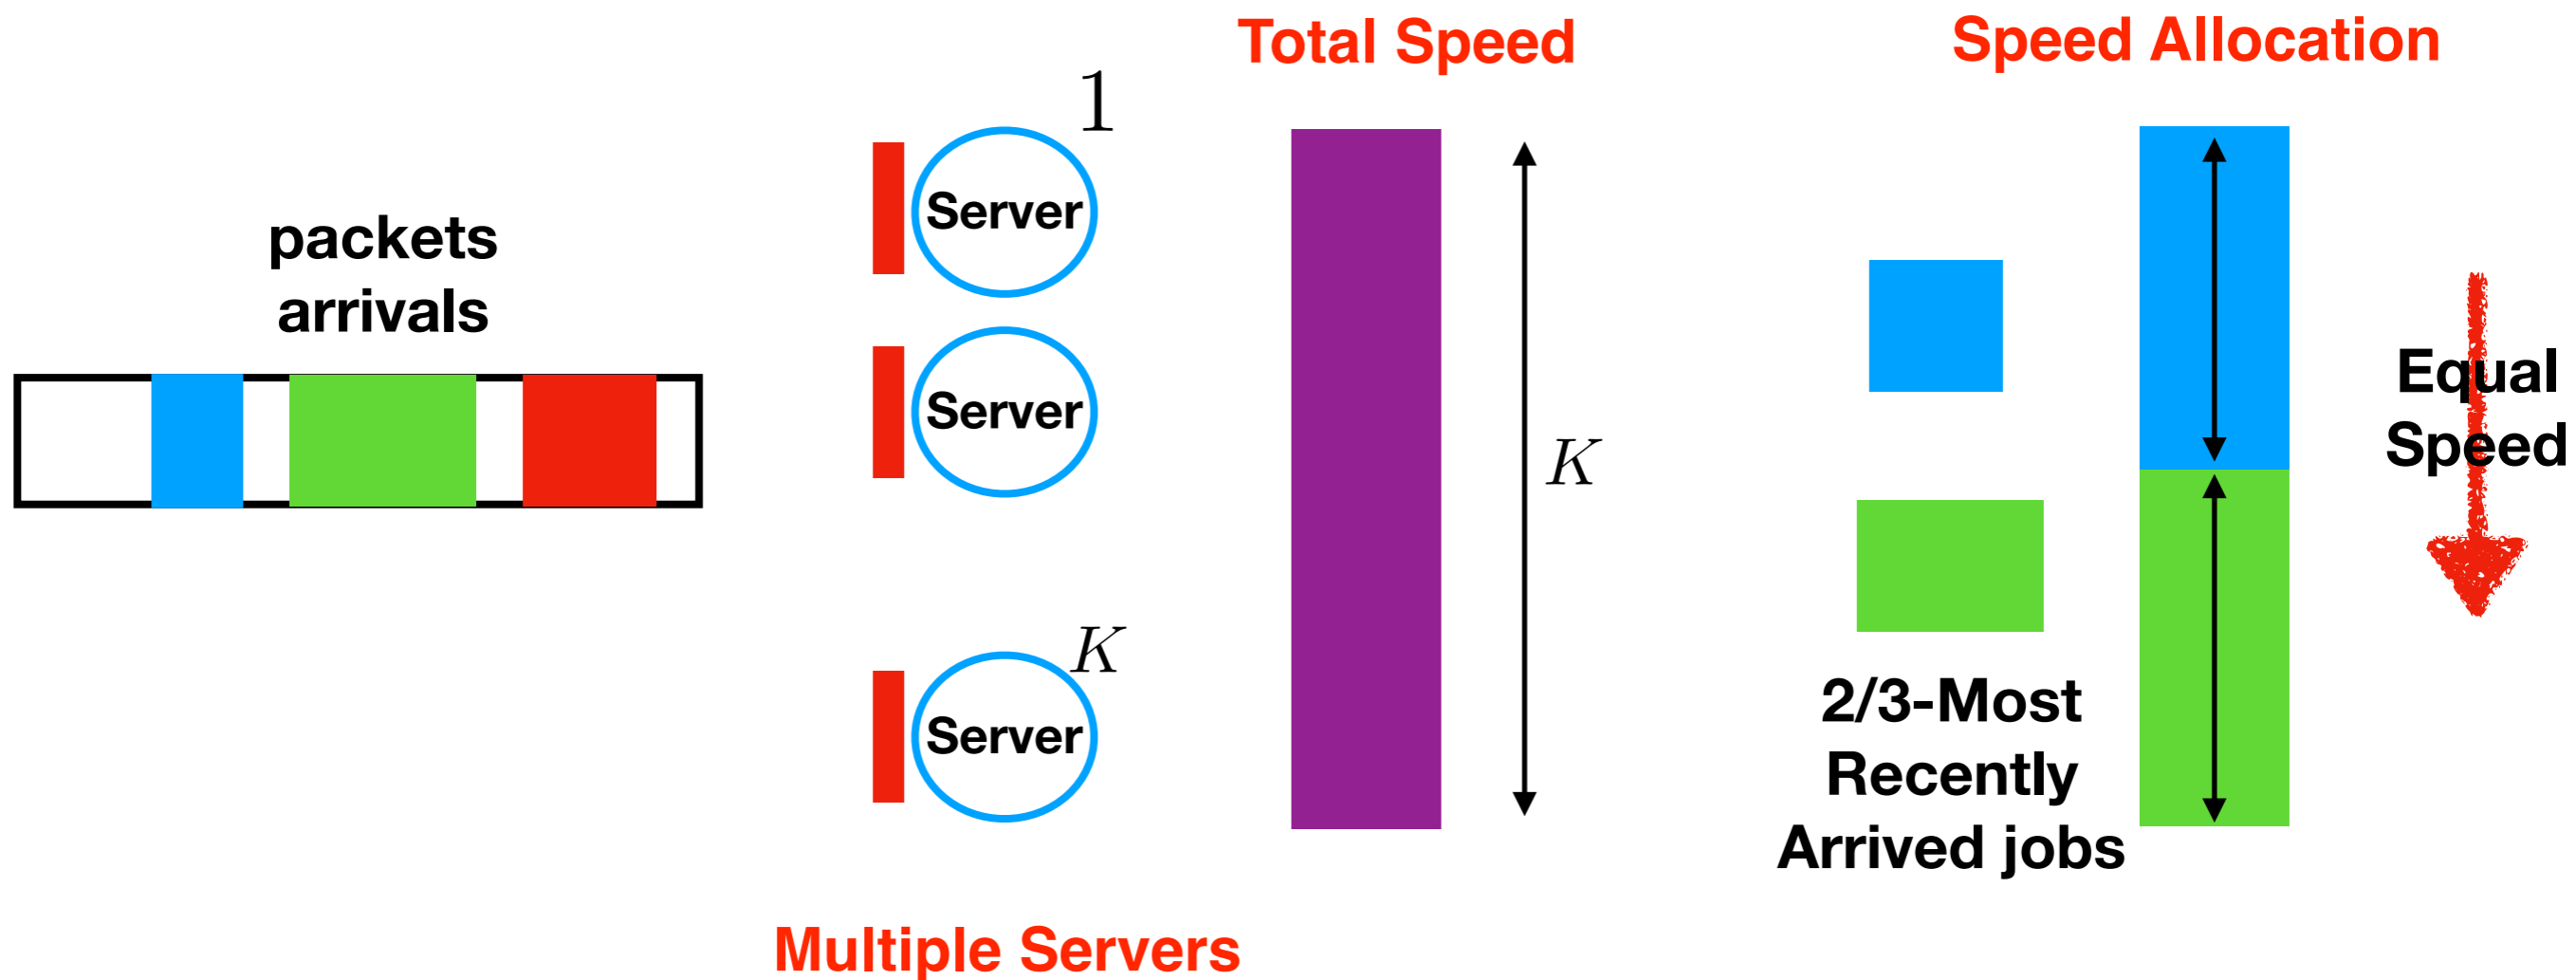 Total Speed
Speed Allocation
1
Server
packets
arrivals
Server
K
Equal
Speed
K
Server
2/3-Most
Recently
Arrived jobs
Multiple Servers